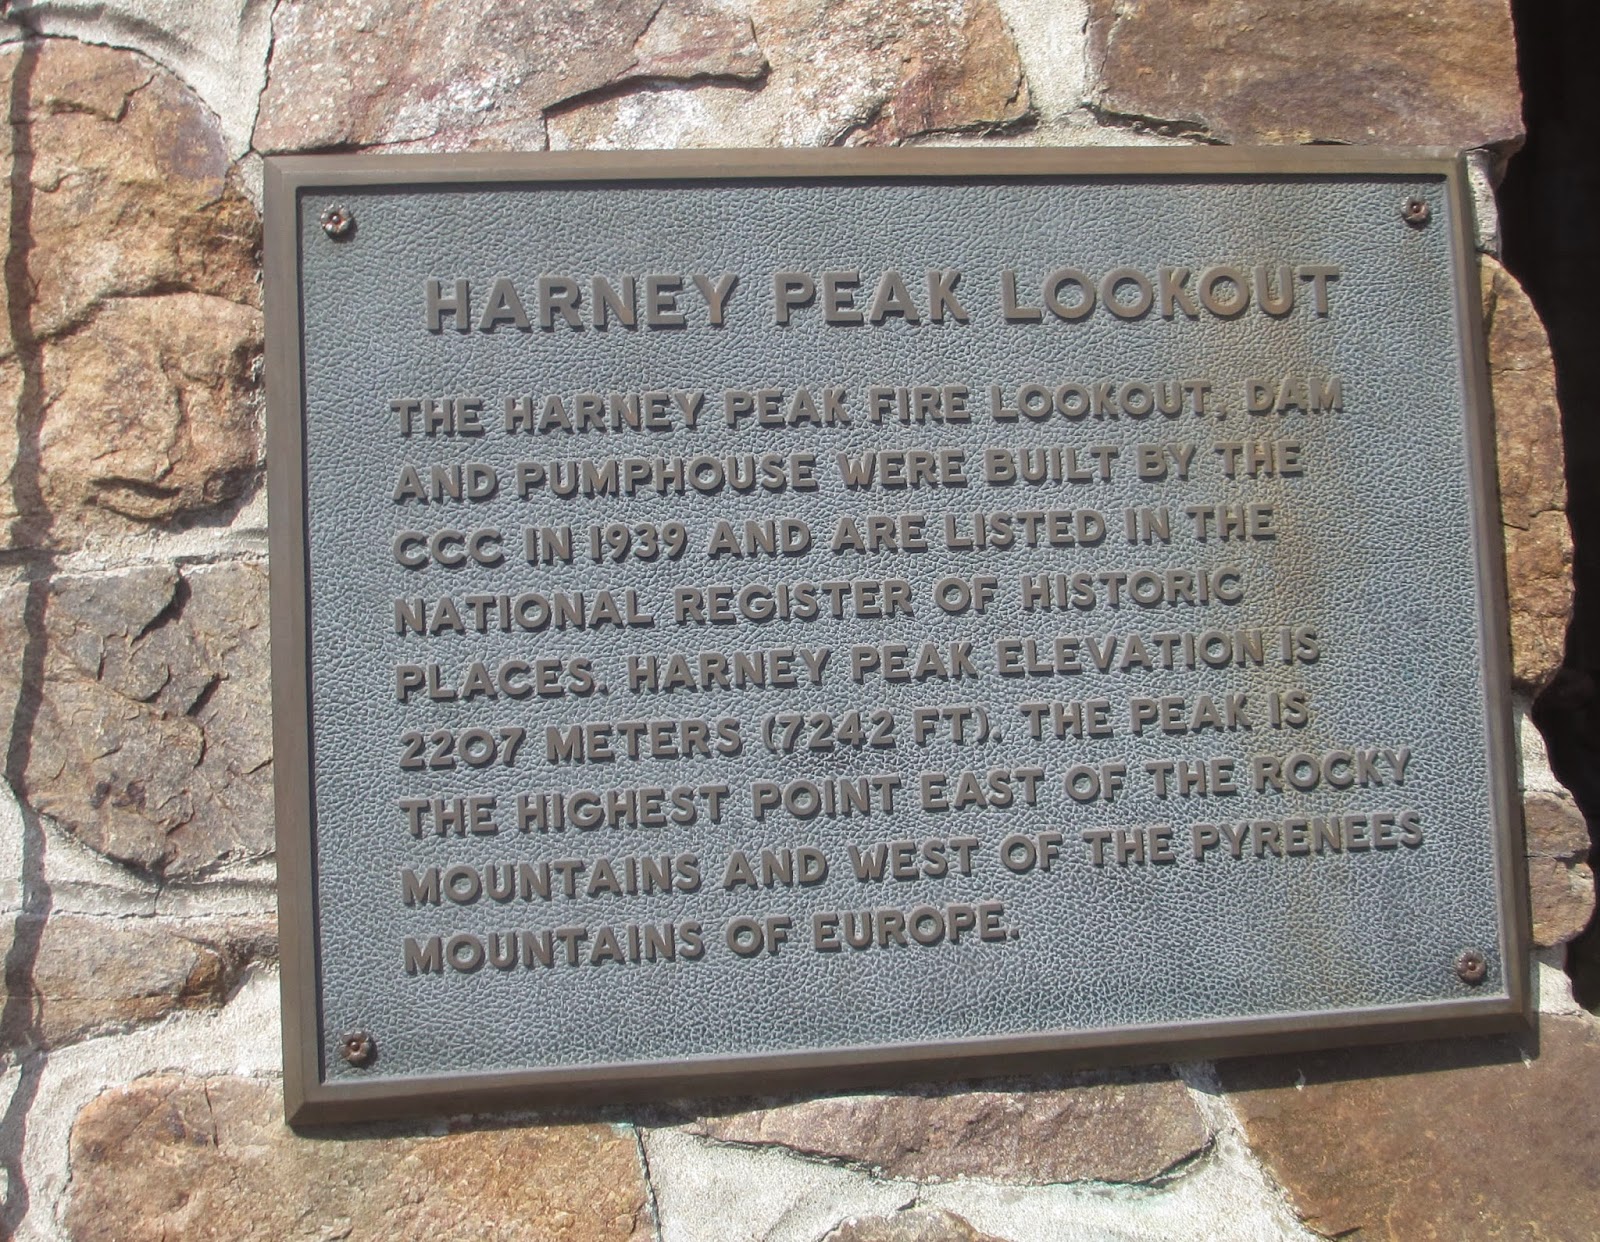 HARNEY PEAK LOOKOUT
THE HARNEY PEAK FIRE LOOKOUT, DAM
AND PUMPHOUSE WERE BUILT BY THE
CCC IN 1939 AND ARE LISTED IN THE
NATIONAL REGISTER OF HISTORIC
PLACES. HARNEY PEAK ELEVATION IS
2207 METERS (7242 FT). THE PEAK IS
THE HIGHEST POINT EAST OF THE ROCKY
MOUNTAINS AND WEST OF THE PYRENEES
MOUNTAINS OF EUROPE.